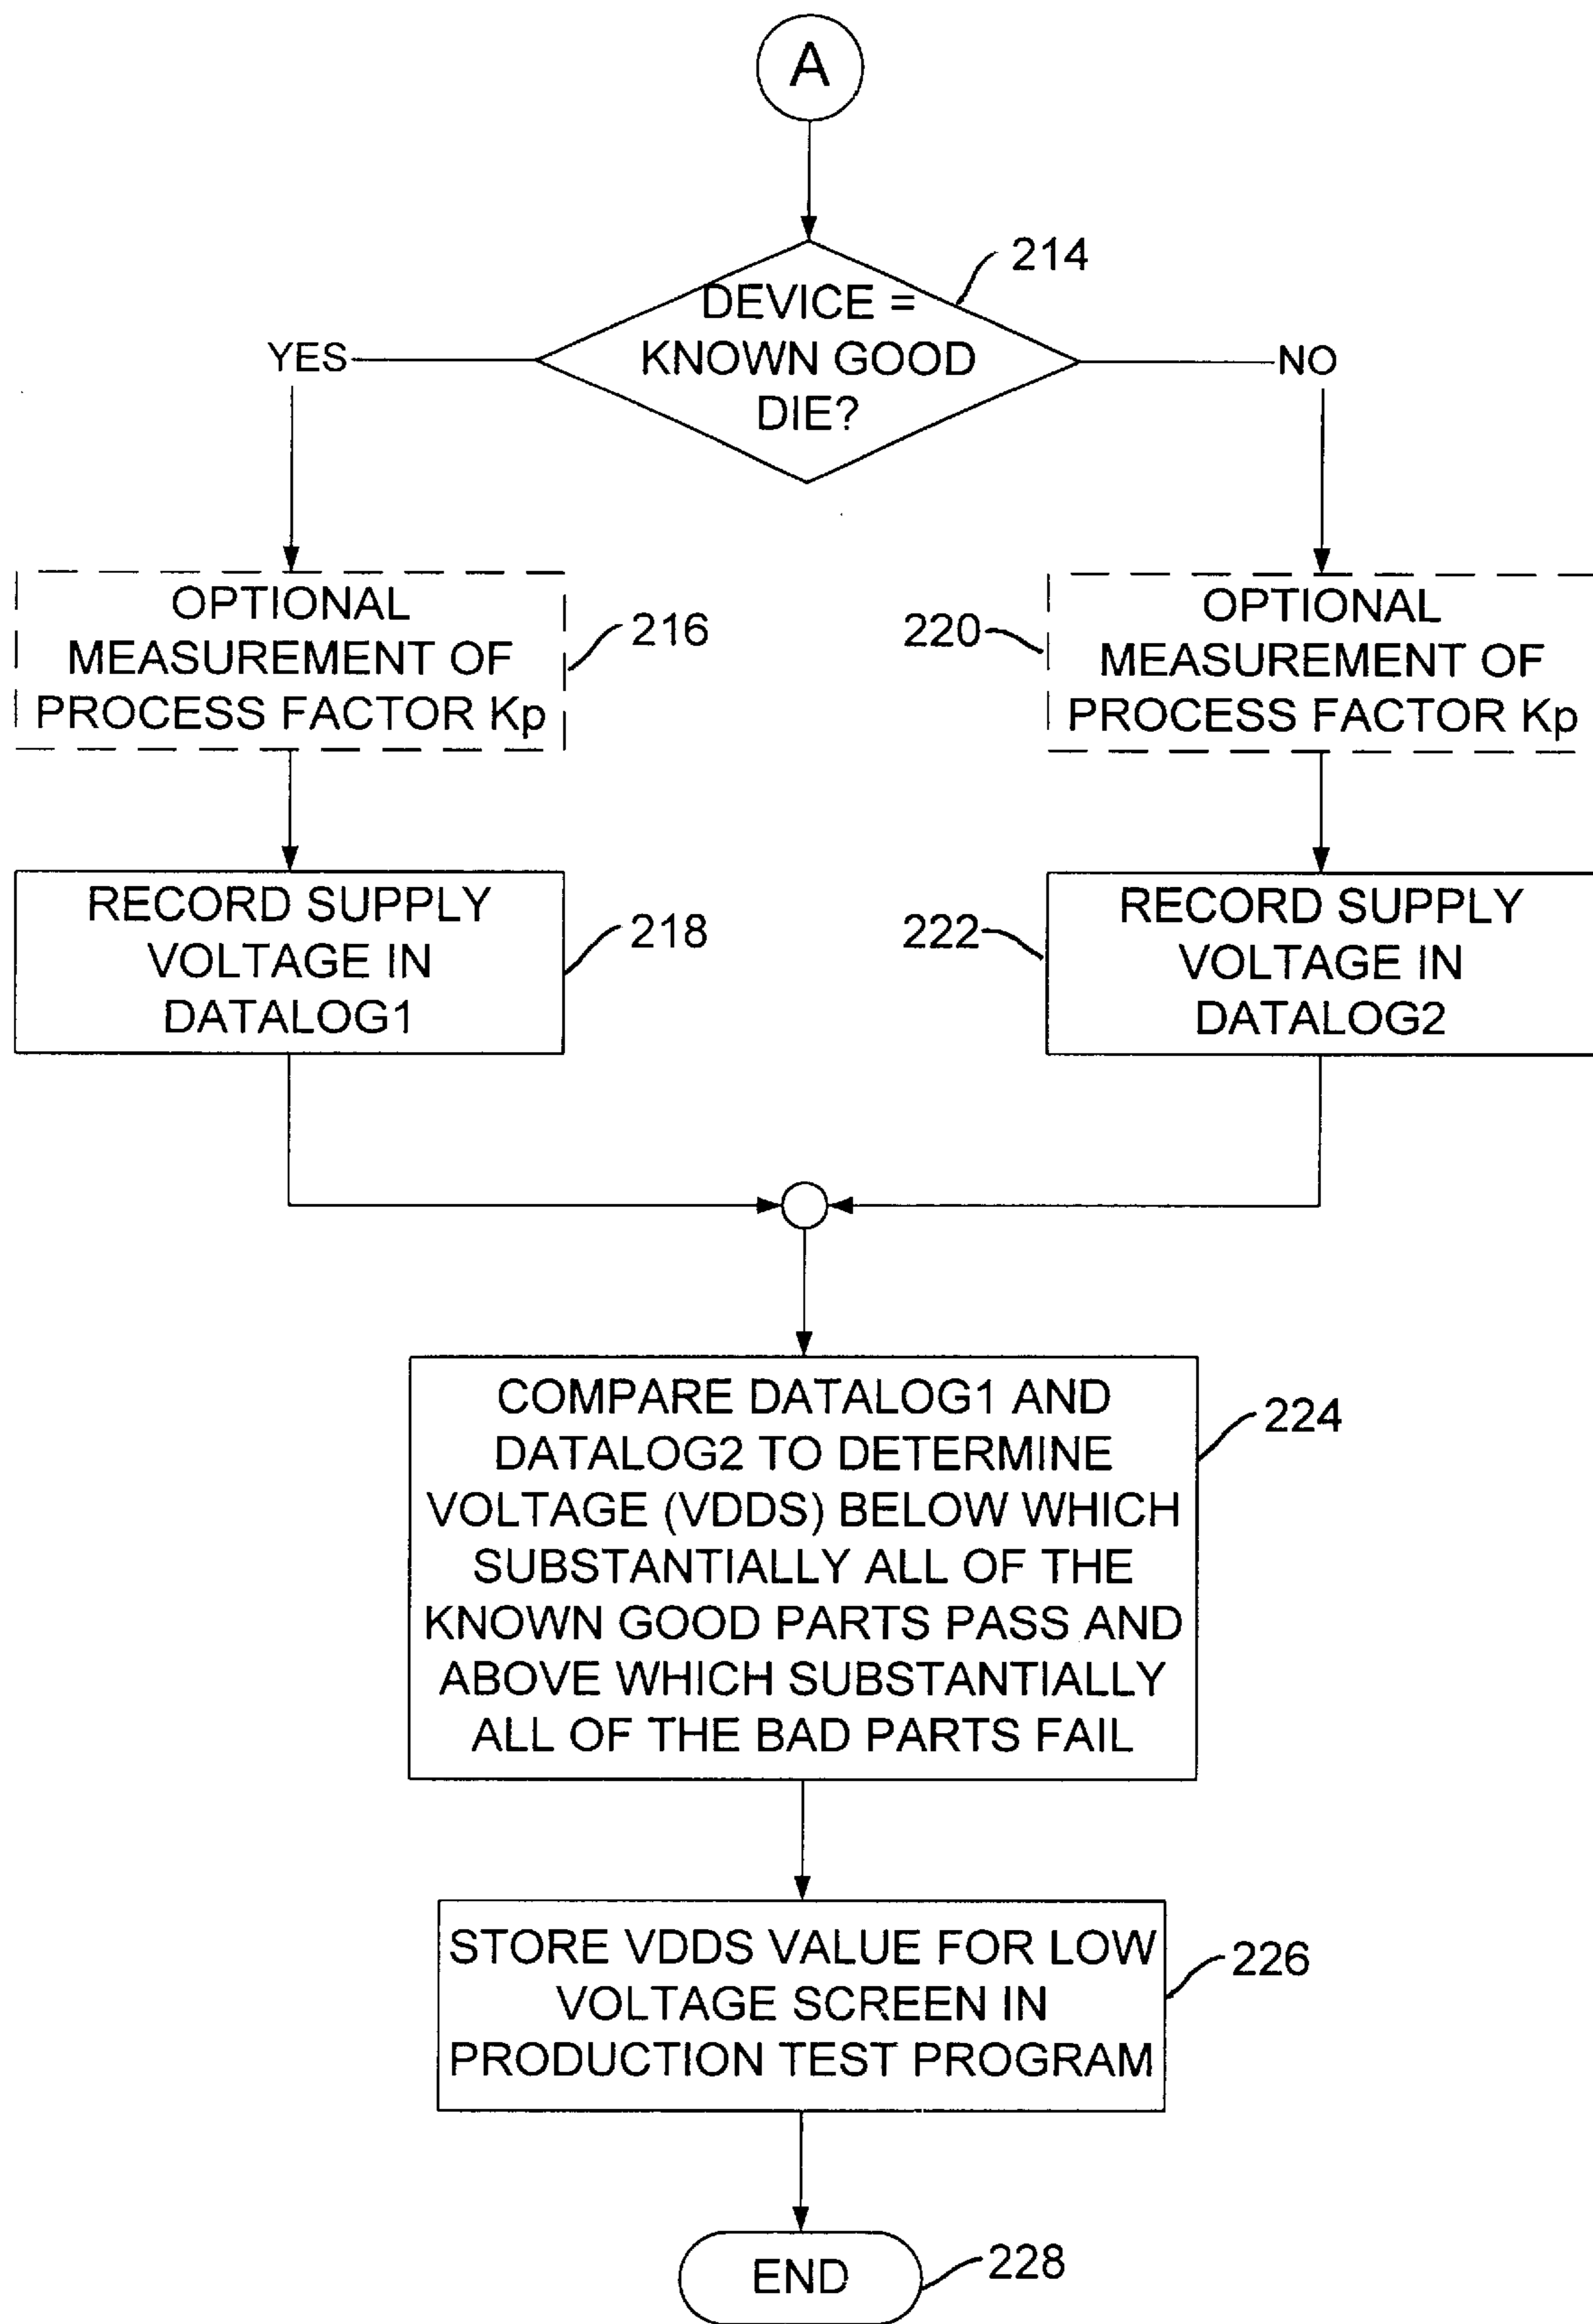 A
214
DEVICE =
KNOWN GOOD
DIE?
YES
NO
OPTIONAL
MEASUREMENT OF
PROCESS FACTOR Kp
216
220
OPTIONAL
MEASUREMENT OF
PROCESS FACTOR Kp
RECORD SUPPLY
VOLTAGE IN
DATALOG1
218
222
RECORD SUPPLY
VOLTAGE IN
DATALOG2
COMPARE DATALOG1 AND
DATALOG2 TO DETERMINE
VOLTAGE (VDDS) BELOW WHICH
SUBSTANTIALLY ALL OF THE
KNOWN GOOD PARTS PASS AND
ABOVE WHICH SUBSTANTIALLY
ALL OF THE BAD PARTS FAIL
224
STORE VDDS VALUE FOR LOW
VOLTAGE SCREEN IN
PRODUCTION TEST PROGRAM
226
END
228